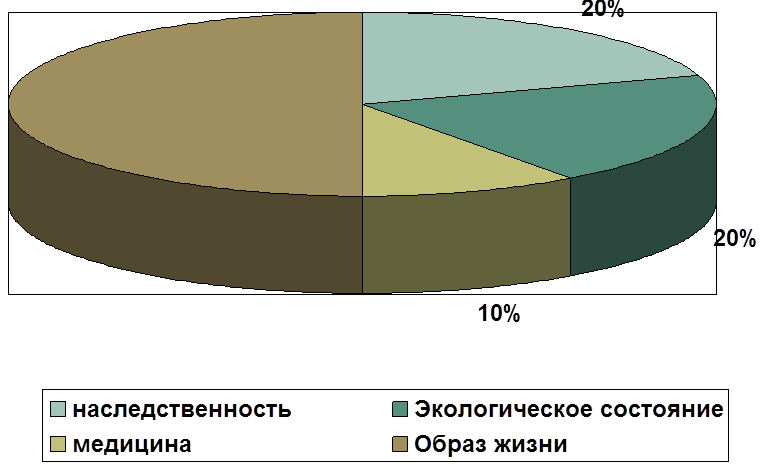 20%
20%
10%
наследственность Экологическое состояние
медицина Образ жизни